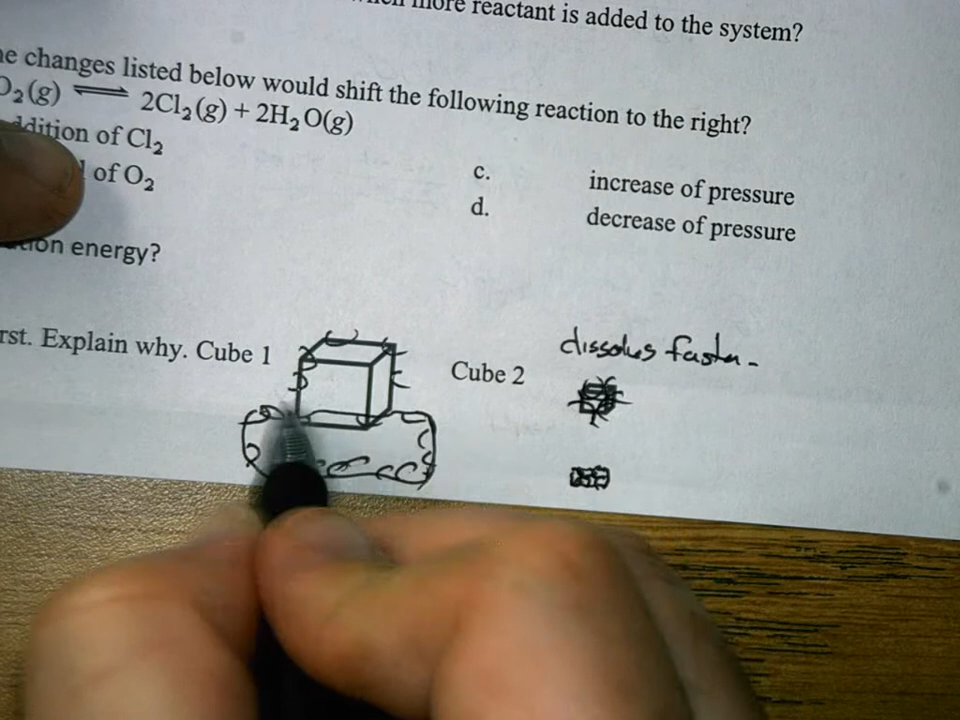 more reactant is added to the system?
changes listed below would shift the following reaction to the right?
O₂(g) ⇌ 2Cl₂(g) + 2H₂O(g)
of Cl₂
of O₂
c. increase of pressure
d. decrease of pressure
energy?
Explain why. Cube 1
Cube 2
dissolves faster.